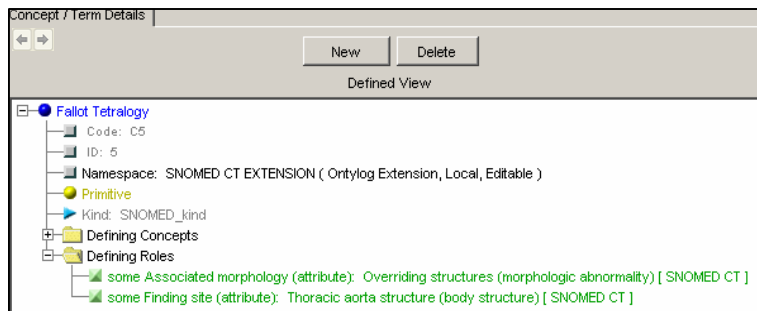 Concept / Term Details
New Delete
Defined View
Fallot Tetralogy
Code: C5
ID: 5
Namespace: SNOMED CT EXTENSION ( Ontylog Extension, Local, Editable )
Primitive
Kind: SNOMED_kind
Defining Concepts
Defining Roles
some Associated morphology (attribute): Overriding structures (morphologic abnormality) [ SNOMED CT ]
some Finding site (attribute): Thoracic aorta structure (body structure) [ SNOMED CT ]